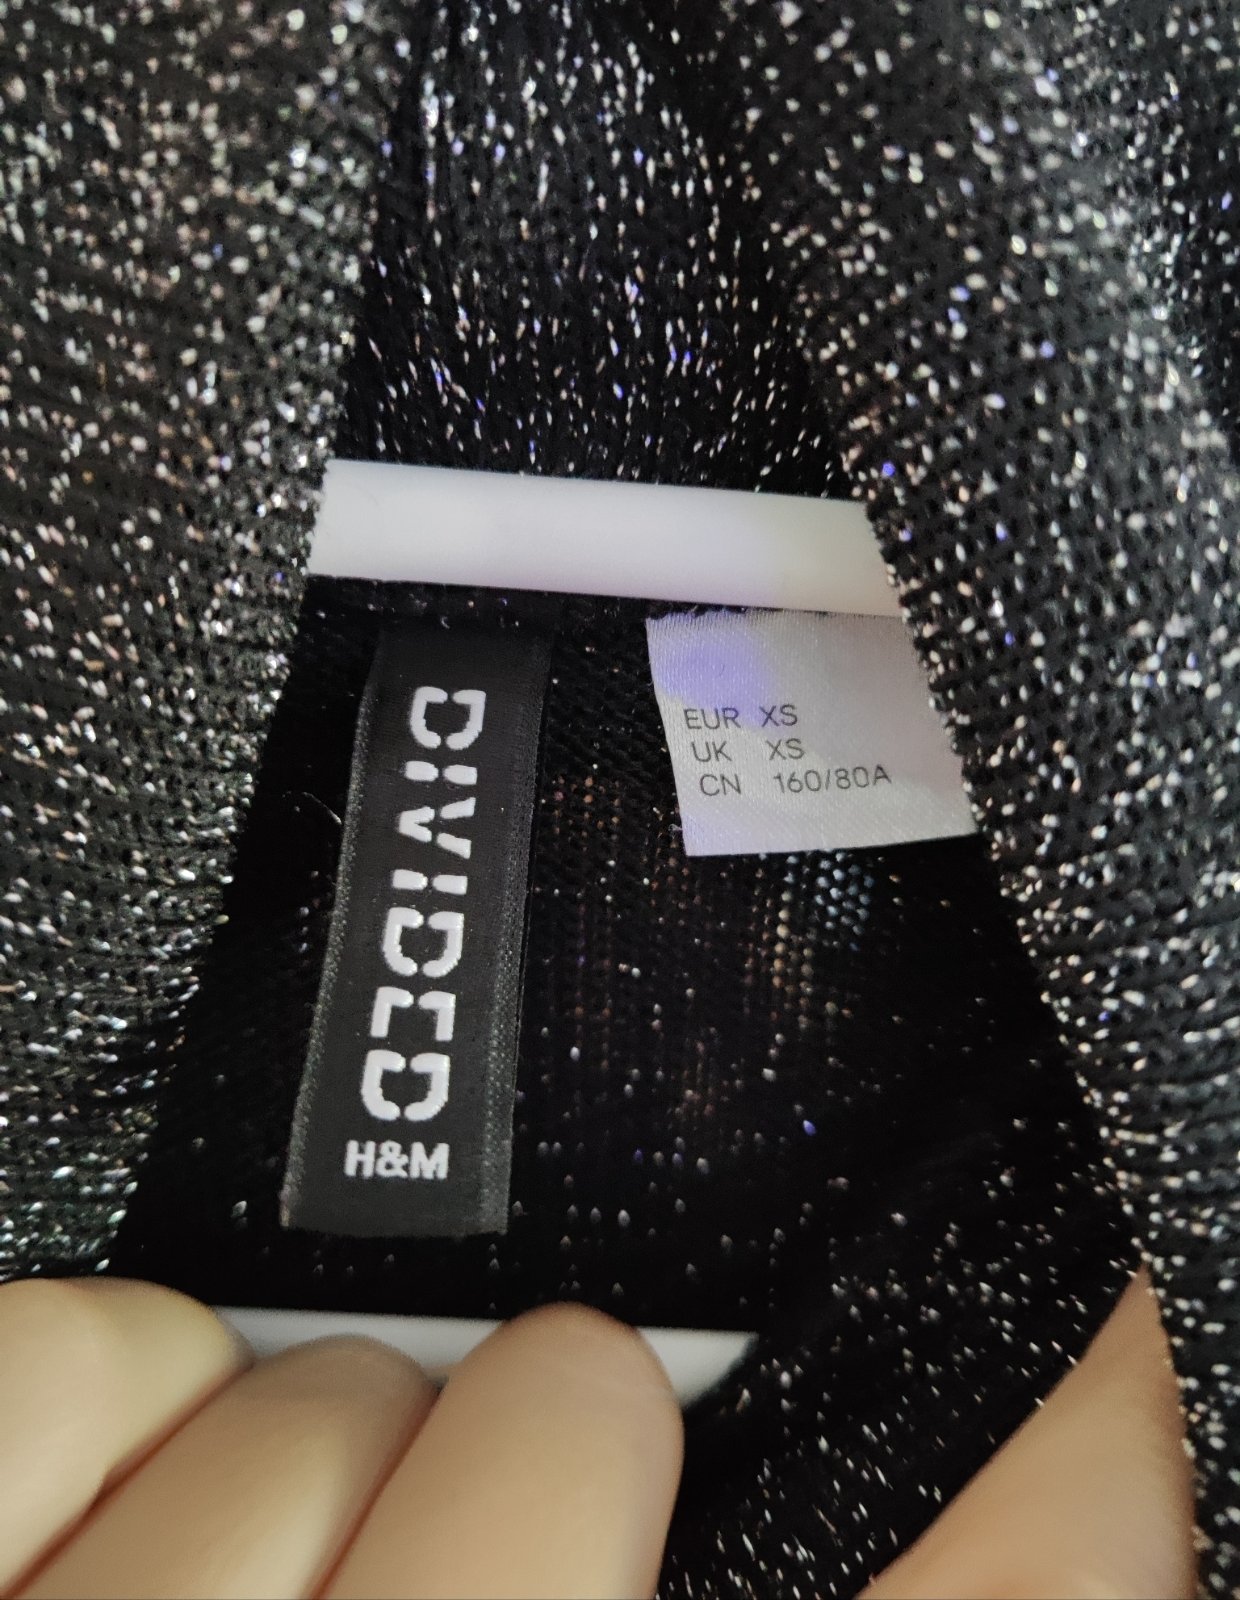 DIVIDED
H&M
EUR XS
UK XS
CN 160/80A